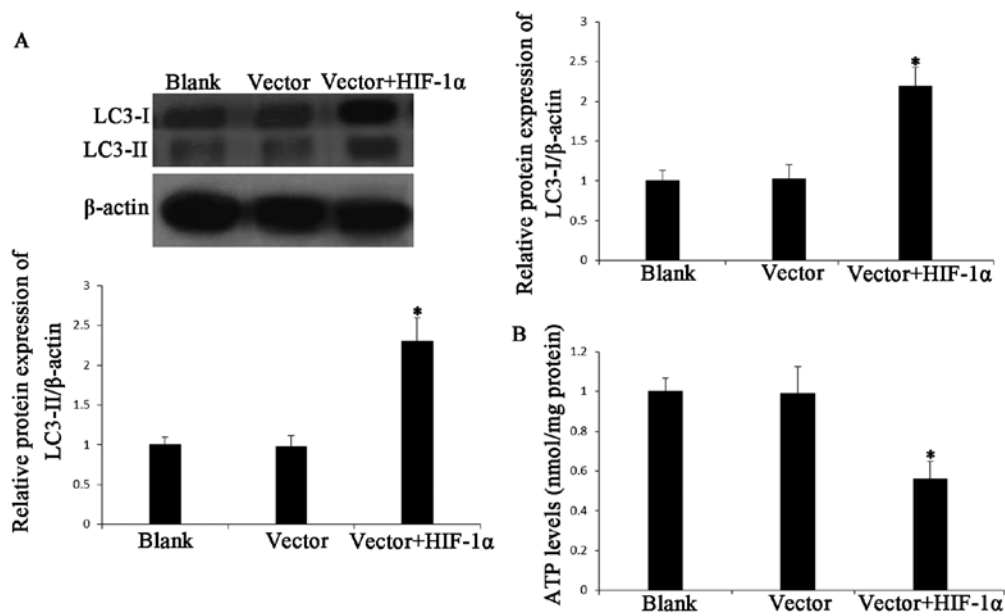 A
Blank Vector Vector+HIF-1α
LC3-I
LC3-II
β-actin
Relative protein expression of
LC3-I/β-actin
3
2.5
2
1.5
1
0.5
0
Blank Vector Vector+HIF-1α
*
Relative protein expression of
LC3-II/β-actin
3
2.5
2
1.5
1
0.5
0
Blank Vector Vector+HIF-1α
*
B
ATP levels (nmol/mg protein)
1.2
1
0.8
0.6
0.4
0.2
0
Blank Vector Vector+HIF-1α
*